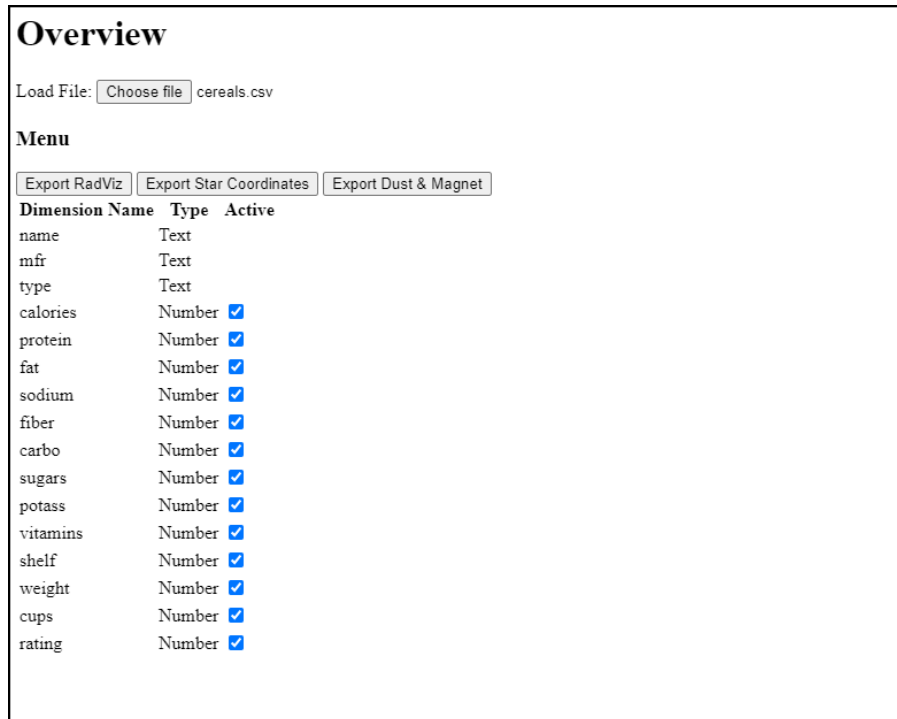 Overview
Load File: Choose file cereals.csv
Menu
Export RadViz Export Star Coordinates Export Dust & Magnet
Dimension Name Type Active
name Text
mfr Text
type Text
calories Number
protein Number
fat Number
sodium Number
fiber Number
carbo Number
sugars Number
potass Number
vitamins Number
shelf Number
weight Number
cups Number
rating Number